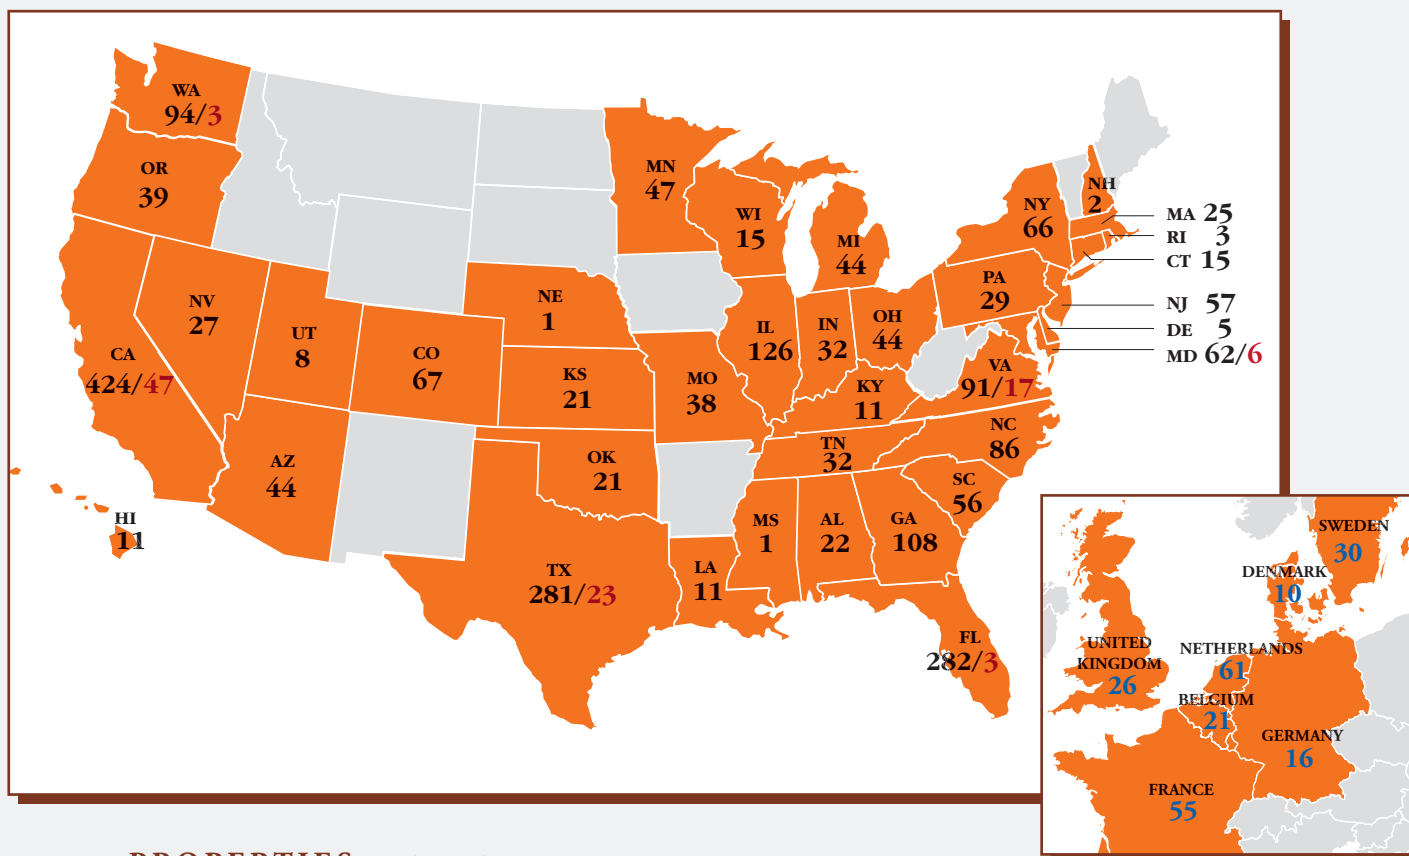 WA
94/3
OR
39
CA
424/47
NV
27
UT
8
AZ
44
CO
67
HI
11
NE
1
KS
21
OK
21
TX
281/23
MN
47
WI
15
MI
44
IL
126
IN
32
OH
44
MO
38
KY
11
TN
32
MS
1
AL
22
GA
108
LA
11
FL
282/3
SC
56
NC
86
VA
91/17
PA
29
NY
66
NH
2
MA 25
RI 3
CT 15
NJ 57
DE 5
MD 62/6
SWEDEN
30
DENMARK
10
UNITED
KINGDOM
26
NETHERLANDS
61
BELGIUM
21
GERMANY
16
FRANCE
55
PROPERTIES